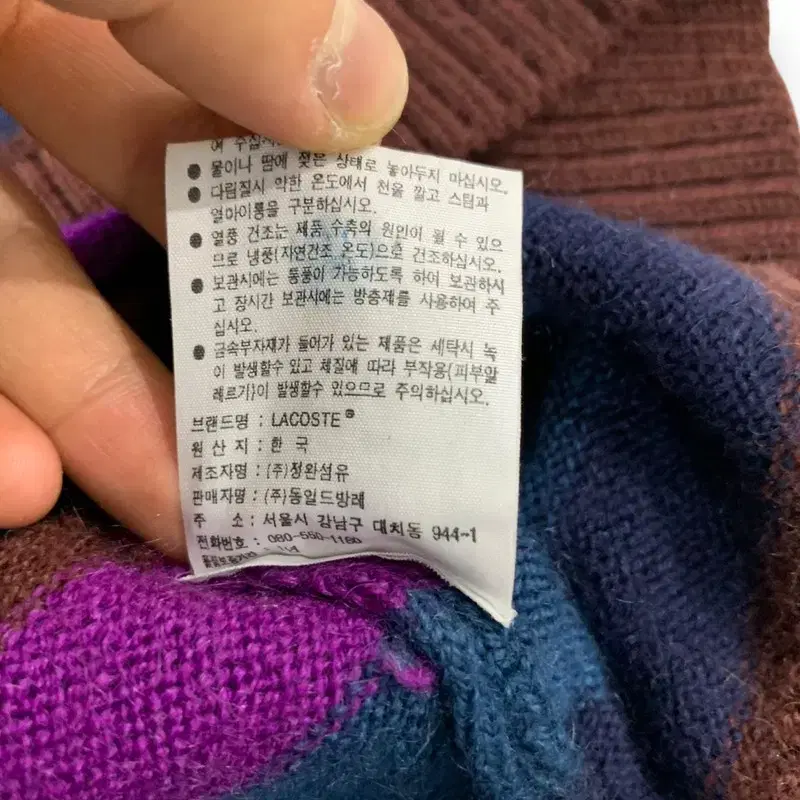 ● 물이나 땀에 젖은 상태로 놓아두지 마십시오.
● 다림질시 약한 온도에서 천을 깔고 스팀과
열아이롱을 구분하십시오.
● 열풍 건조는 제품 수축의 원인이 될 수 있으
므로 냉풍(자연건조 온도)으로 건조하십시오.
● 보관시에는 통풍이 가능하도록 하여 보관하시
고 장시간 보관시에는 방충제를 사용하여 주
십시오.
● 금속부자재가 들어가 있는 제품은 세탁시 녹
이 발생할수 있고 체질에 따라 부작용(피부알
레르기)이 발생할수 있으므로 주의하십시오.
브랜드명 : LACOSTE®
원 산 지 : 한 국
제조자명 : (주)정완섬유
판매자명 : (주)동일드방레
주 소 : 서울시 강남구 대치동 944-1
전화번호 : 080-550-1180